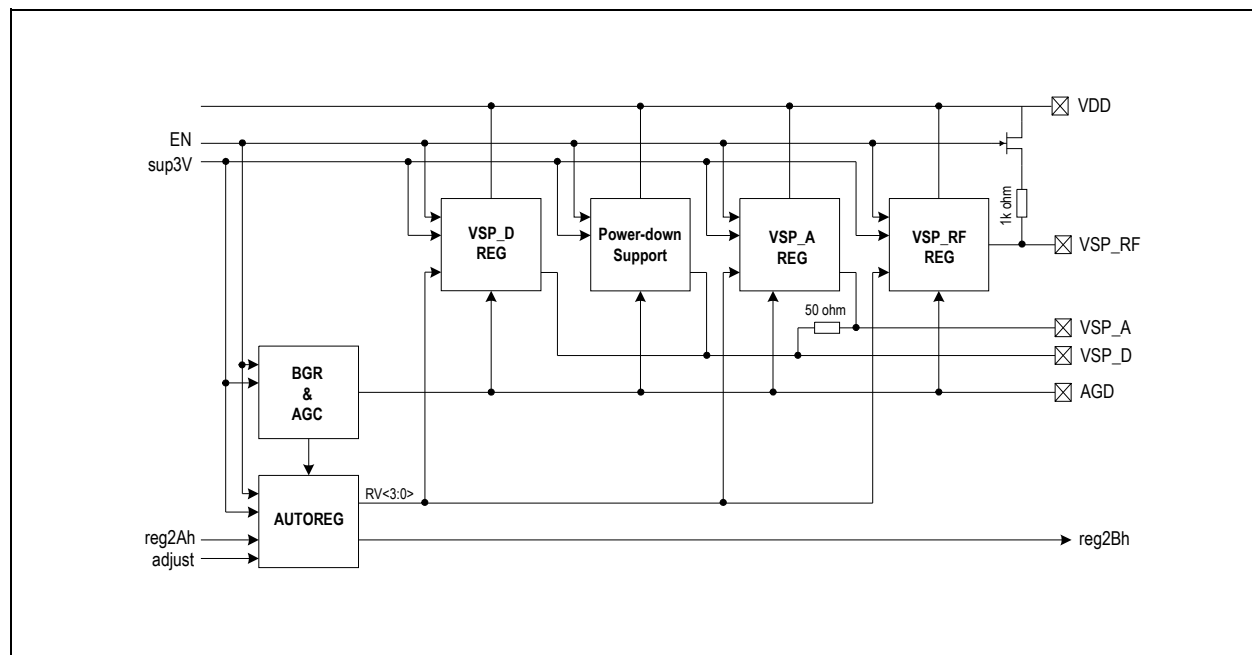 VDD
EN
sup3V
1k ohm
VSP_D
REG
Power-down
Support
VSP_A
REG
VSP_RF
REG
VSP_RF
50 ohm
VSP_A
VSP_D
BGR
&
AGC
AGD
RV<3:0>
AUTOREG
reg2Ah
adjust
reg2Bh